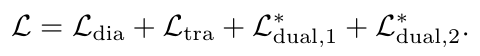 ℒ = ℒ_dia + ℒ_tra + ℒ*_dual,1 + ℒ*_dual,2.